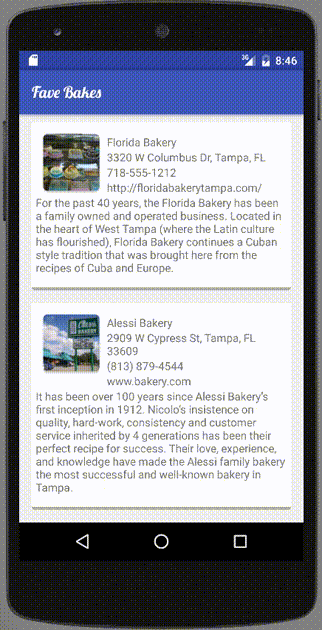 3G 8:46
Fave Bakes
Florida Bakery
3320 W Columbus Dr, Tampa, FL
718-555-1212
http://floridabakerytampa.com/
For the past 40 years, the Florida Bakery has been
a family owned and operated business. Located in
the heart of West Tampa (where the Latin culture
has flourished), Florida Bakery continues a Cuban
style tradition that was brought here from the
recipes of Cuba and Europe.
Alessi Bakery
2909 W Cypress St, Tampa, FL
33609
(813) 879-4544
www.bakery.com
It has been over 100 years since Alessi Bakery's
first inception in 1912. Nicolo's insistence on
quality, hard-work, consistency and customer
service inherited by 4 generations has been their
perfect recipe for success. Their love, experience,
and knowledge have made the Alessi family bakery
the most successful and well-known bakery in
Tampa.